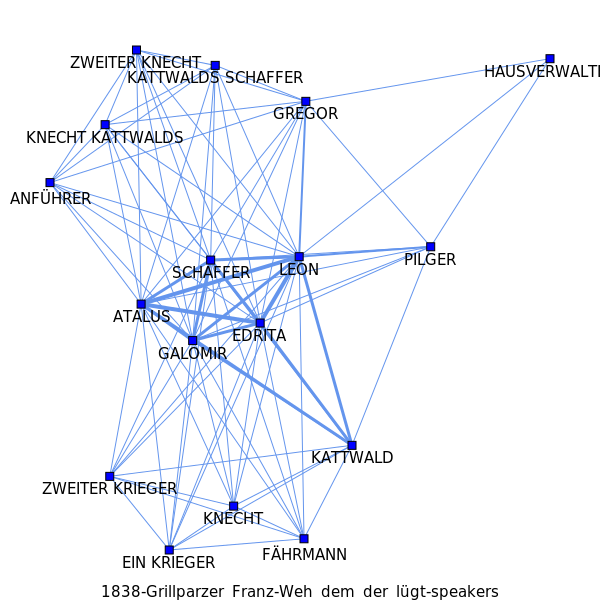 ZWEITER KNECHT
KATTWALDS SCHAFFER
HAUSVERWALTE
GREGOR
KNECHT KATTWALDS
ANFÜHRER
SCHAFFER
LEON
PILGER
ATALUS
EDRITA
GALOMIR
KATTWALD
ZWEITER KRIEGER
KNECHT
FÄHRMANN
EIN KRIEGER
1838-Grillparzer Franz-Weh dem der lügt-speakers